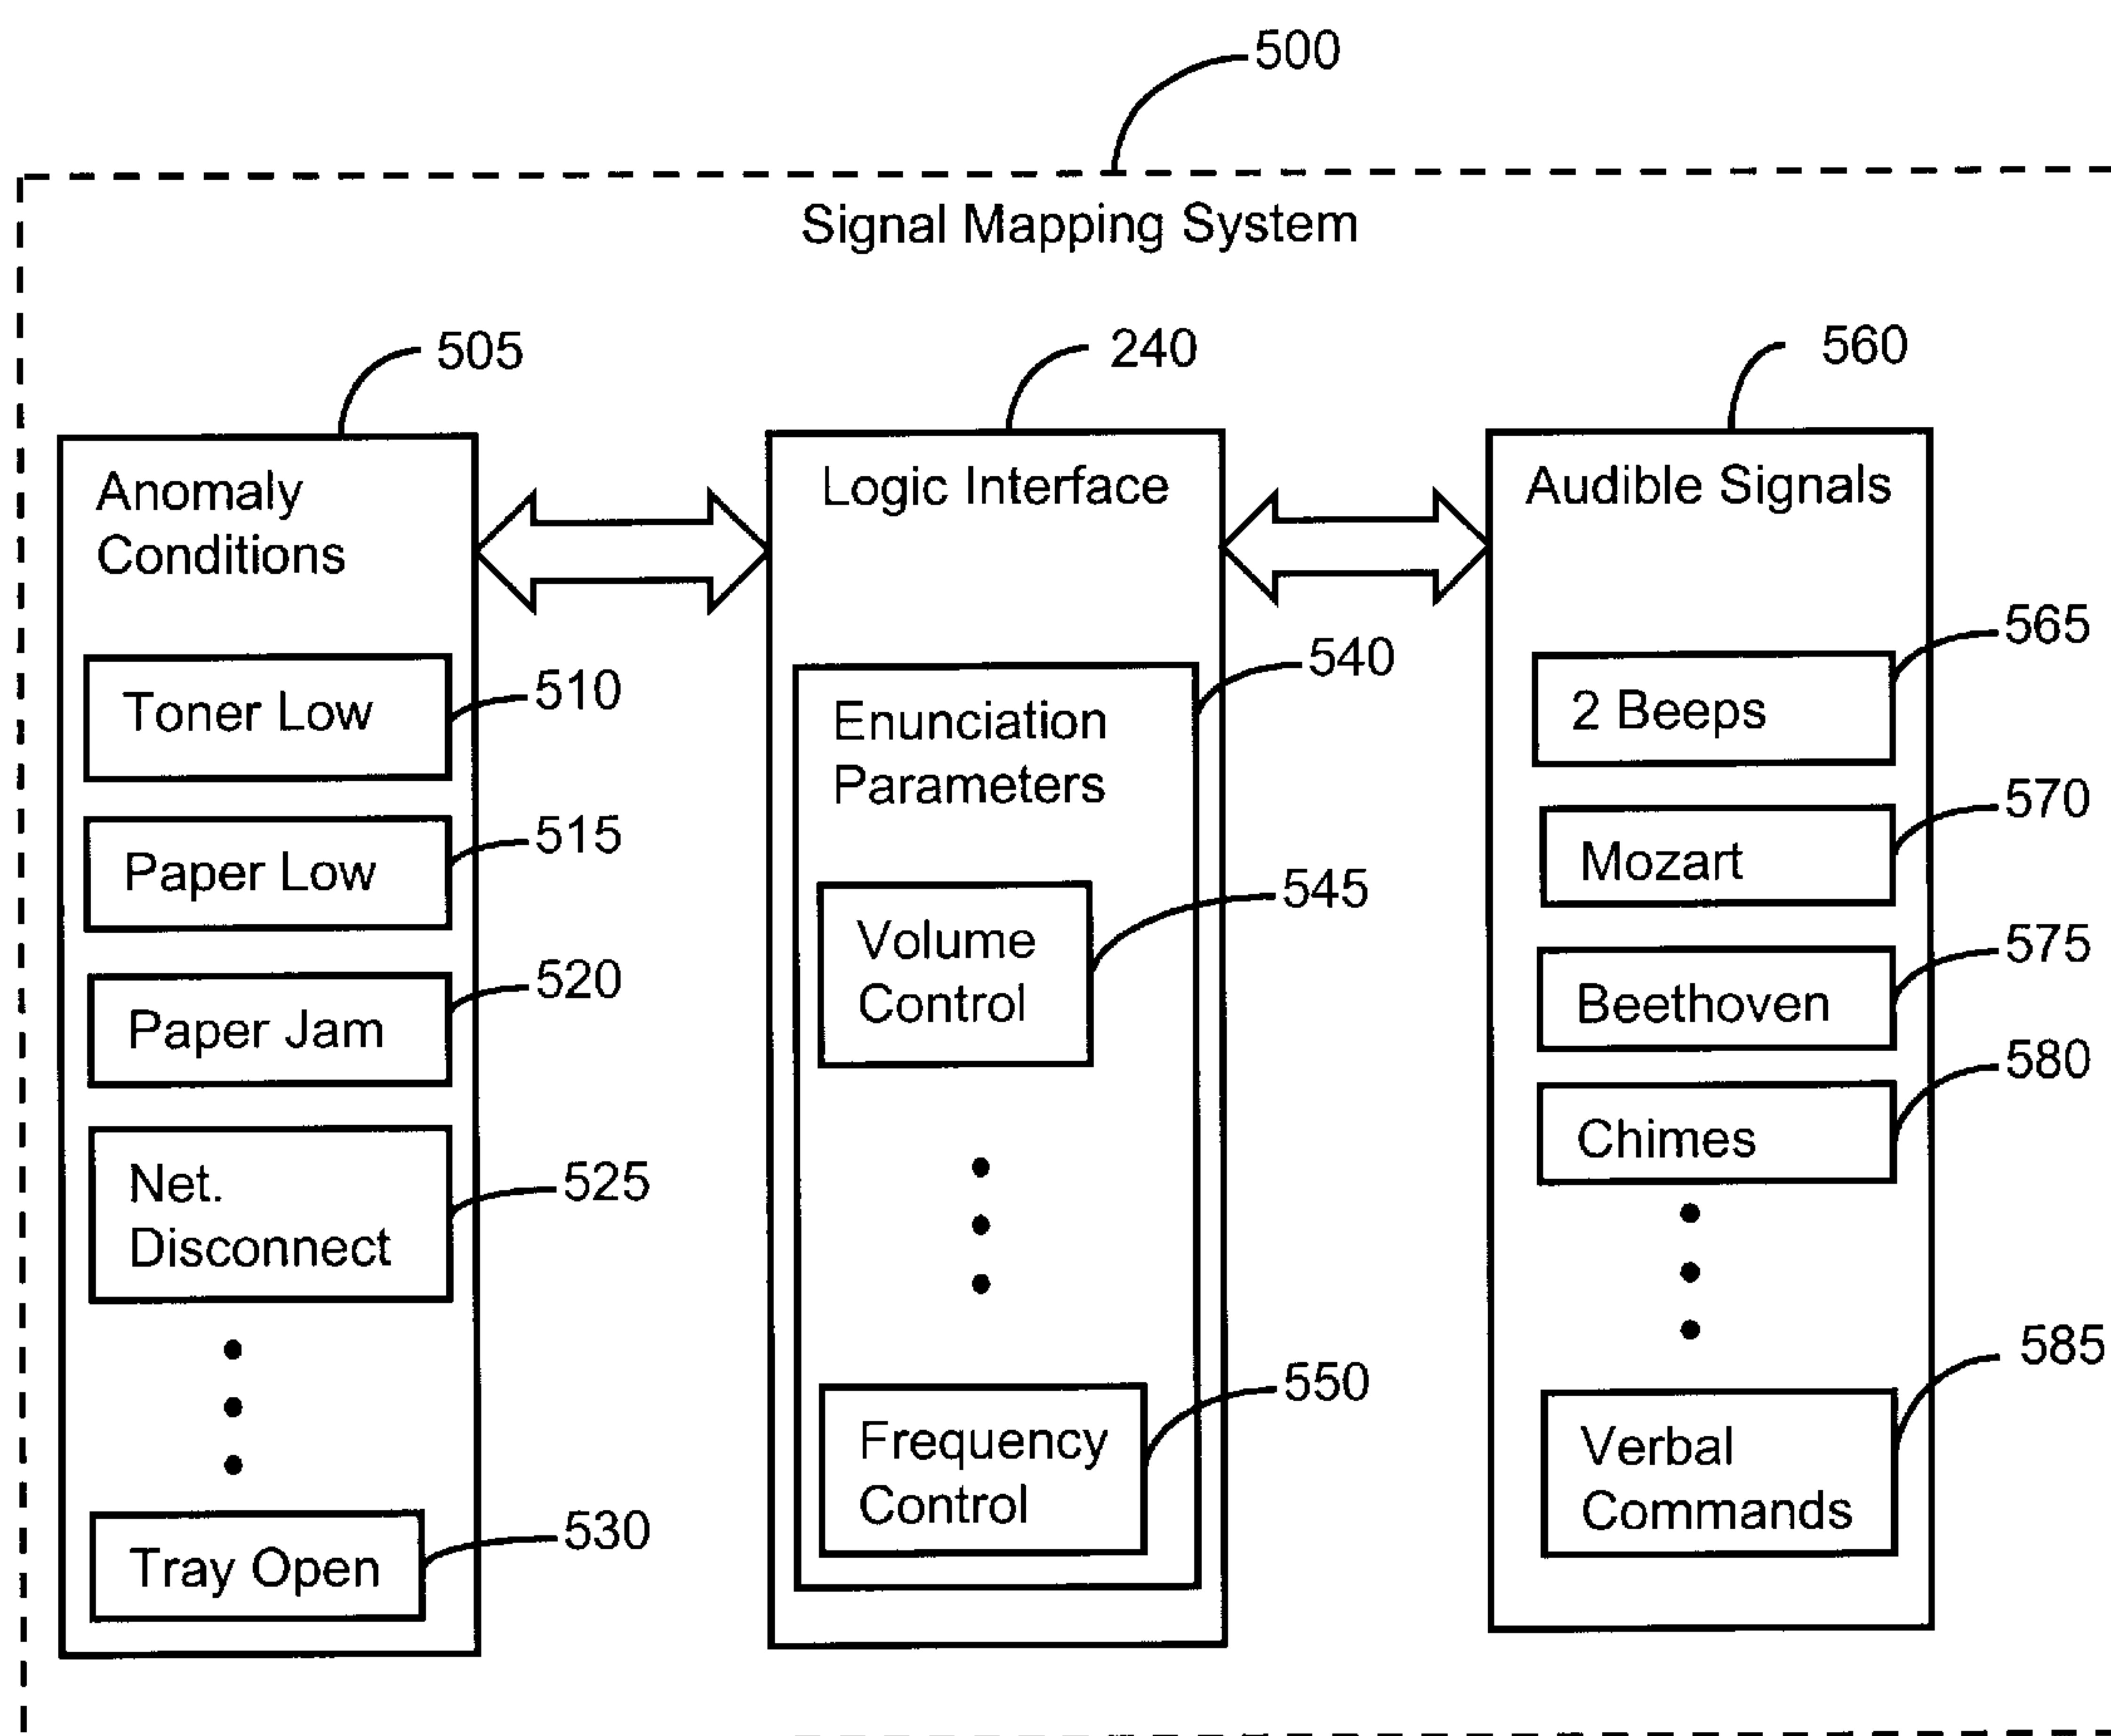 500
Signal Mapping System
505
240
560
Anomaly
Conditions
Toner Low
510
Paper Low
515
Paper Jam
520
Net.
Disconnect
525
Tray Open
530
Logic Interface
540
Enunciation
Parameters
Volume
Control
545
Frequency
Control
550
Audible Signals
2 Beeps
565
Mozart
570
Beethoven
575
Chimes
580
Verbal
Commands
585